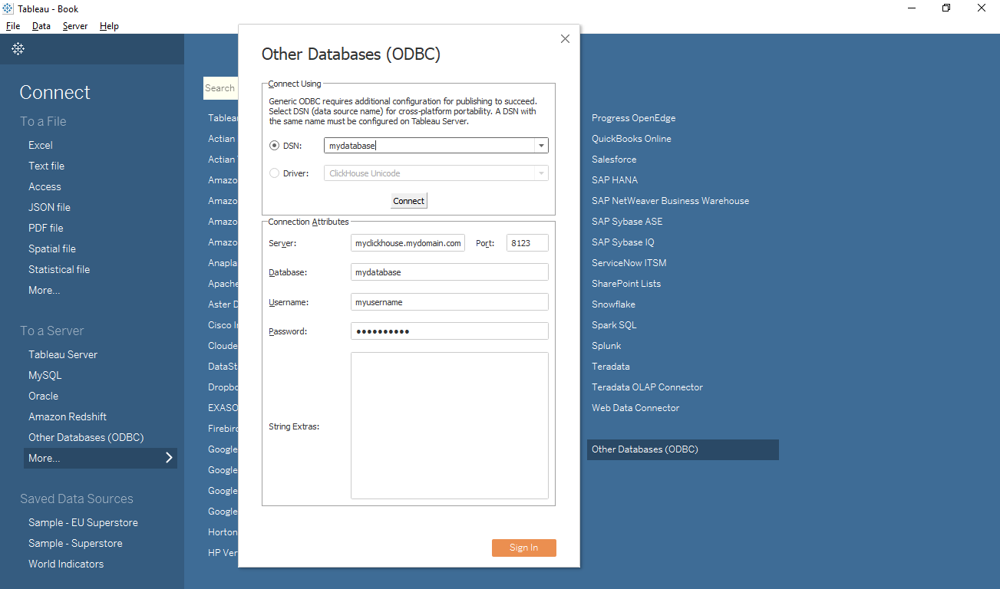 Tableau - Book
File Data Server Help
Connect
To a File
Excel
Text file
Access
JSON file
PDF file
Spatial file
Statistical file
More...
To a Server
Tableau Server
MySQL
Oracle
Amazon Redshift
Other Databases (ODBC)
More...
Saved Data Sources
Sample - EU Superstore
Sample - Superstore
World Indicators
Search
Tableau
Actian
Actian
Amazo
Amazo
Amazo
Amazo
Anapla
Apache
Aster D
Cisco I
Cloude
DataSt
Dropbo
EXASO
Firebird
Google
Google
Google
Google
Horton
HP Ver
Other Databases (ODBC)
Connect Using
Generic ODBC requires additional configuration for publishing to succeed.
Select DSN (data source name) for cross-platform portability. A DSN with
the same name must be configured on Tableau Server.
DSN: mydatabase
Driver: ClickHouse Unicode
Connect
Connection Attributes
Server: myclickhouse.mydomain.com Port: 8123
Database: mydatabase
Username: myusername
Password: ●●●●●●●●●●
String Extras:
Sign In
Progress OpenEdge
QuickBooks Online
Salesforce
SAP HANA
SAP NetWeaver Business Warehouse
SAP Sybase ASE
SAP Sybase IQ
ServiceNow ITSM
SharePoint Lists
Snowflake
Spark SQL
Splunk
Teradata
Teradata OLAP Connector
Web Data Connector
Other Databases (ODBC)